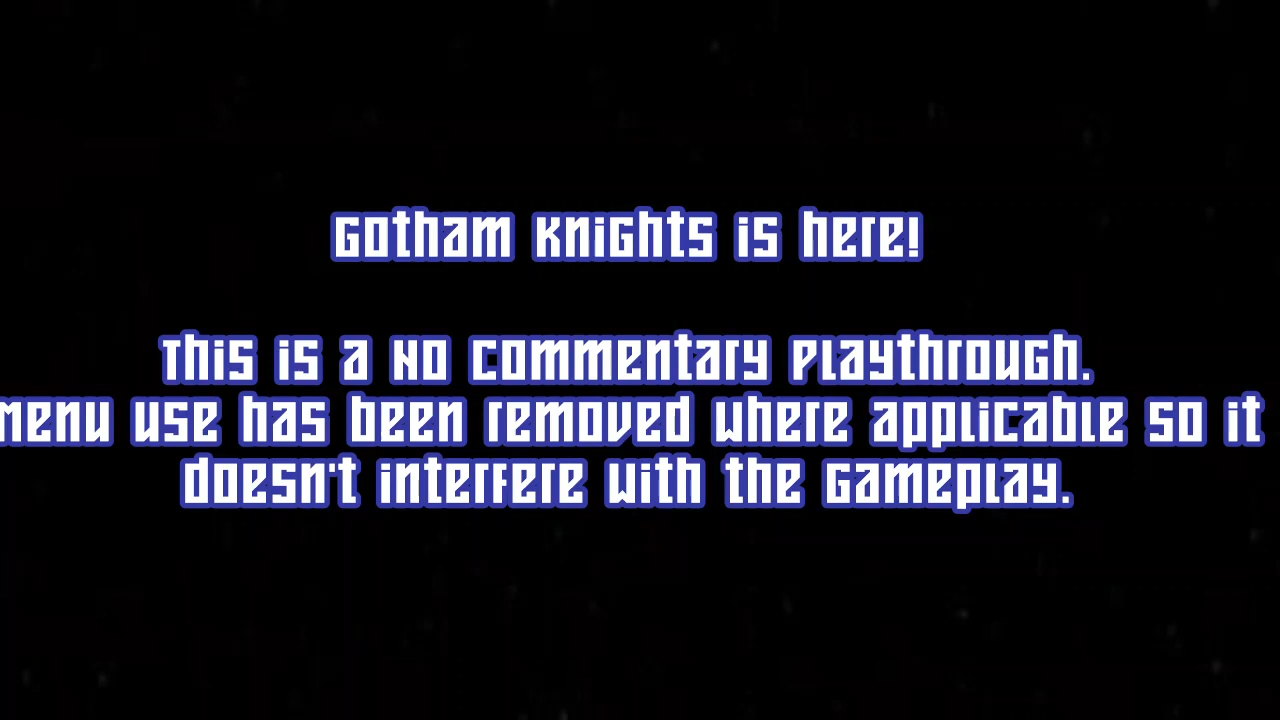 Gotham Knights is here!
This is a No Commentary Playthrough.
Menu use has been removed where applicable so it
doesn't interfere with the Gameplay.